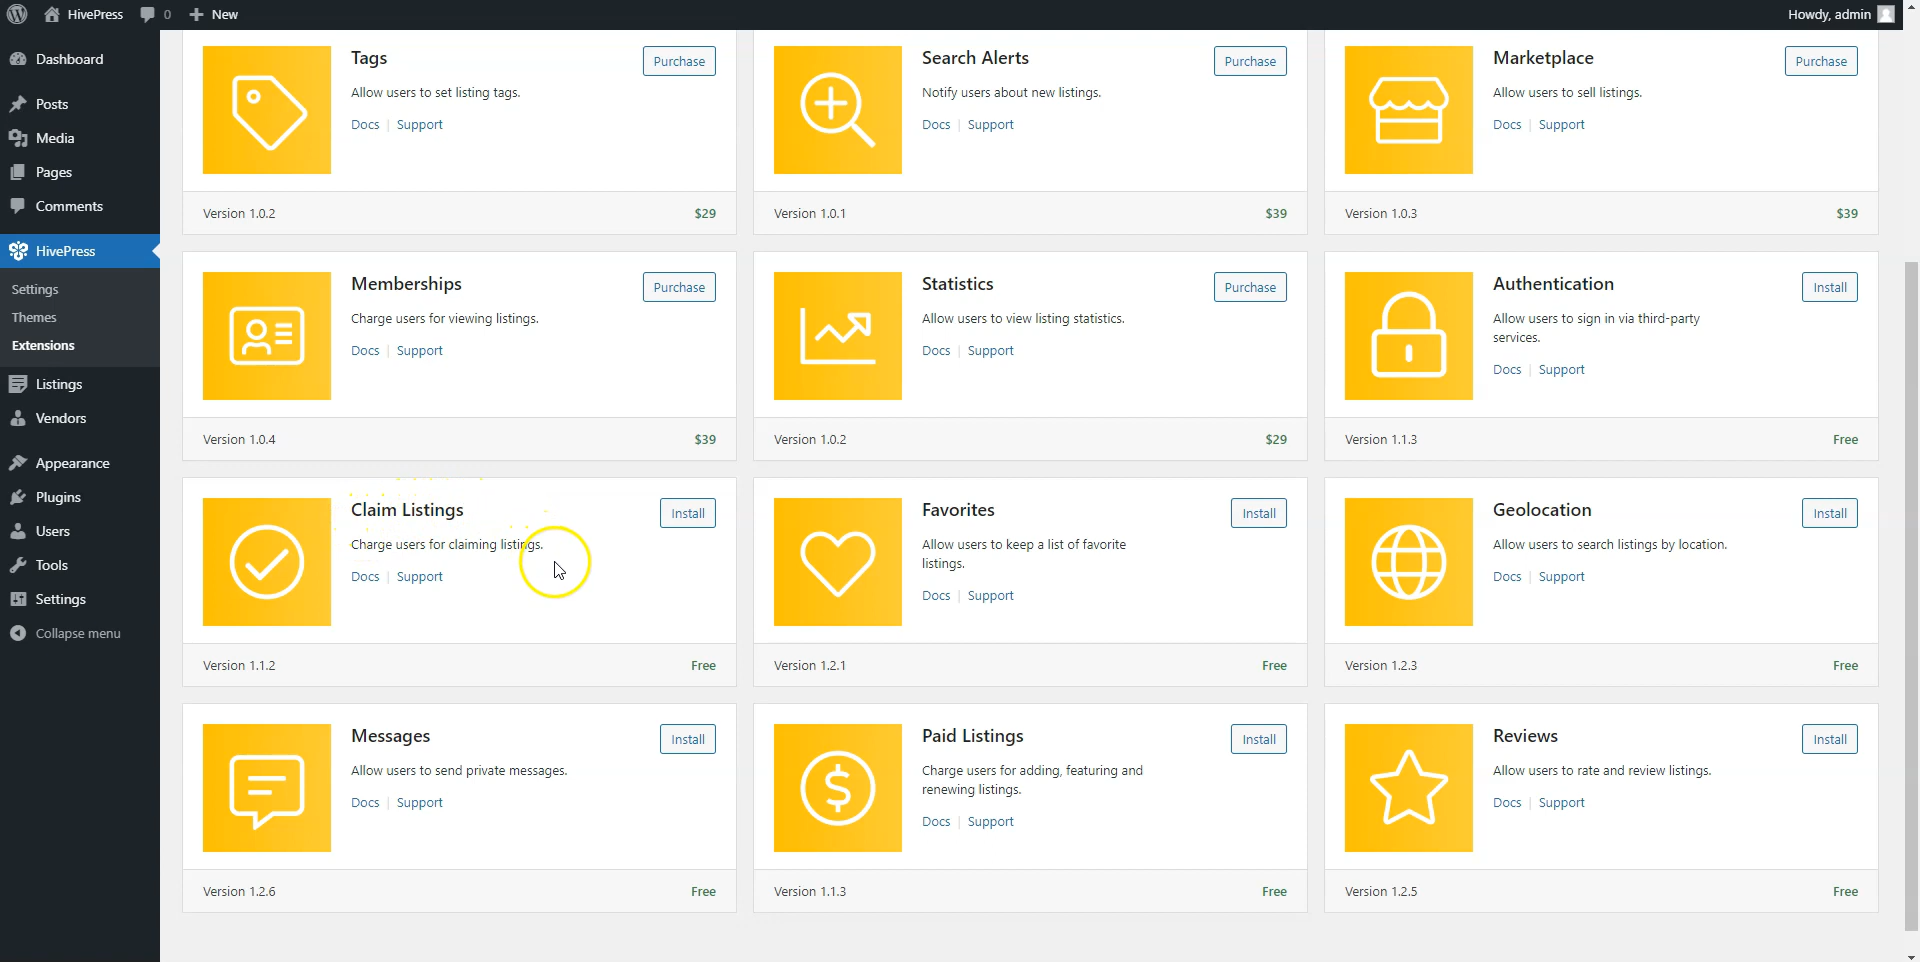 HivePress
0
New
Howdy, admin
Dashboard
Posts
Media
Pages
Comments
HivePress
Settings
Themes
Extensions
Listings
Vendors
Appearance
Plugins
Users
Tools
Settings
Collapse menu
Tags
Purchase
Allow users to set listing tags.
Docs | Support
Version 1.0.2
$29
Search Alerts
Purchase
Notify users about new listings.
Docs | Support
Version 1.0.1
$39
Marketplace
Purchase
Allow users to sell listings.
Docs | Support
Version 1.0.3
$39
Memberships
Purchase
Charge users for viewing listings.
Docs | Support
Version 1.0.4
$39
Statistics
Purchase
Allow users to view listing statistics.
Docs | Support
Version 1.0.2
$29
Authentication
Install
Allow users to sign in via third-party
services.
Docs | Support
Version 1.1.3
Free
Claim Listings
Install
Charge users for claiming listings.
Docs | Support
Version 1.1.2
Free
Favorites
Install
Allow users to keep a list of favorite
listings.
Docs | Support
Version 1.2.1
Free
Geolocation
Install
Allow users to search listings by location.
Docs | Support
Version 1.2.3
Free
Messages
Install
Allow users to send private messages.
Docs | Support
Version 1.2.6
Free
Paid Listings
Install
Charge users for adding, featuring and
renewing listings.
Docs | Support
Version 1.1.3
Free
Reviews
Install
Allow users to rate and review listings.
Docs | Support
Version 1.2.5
Free